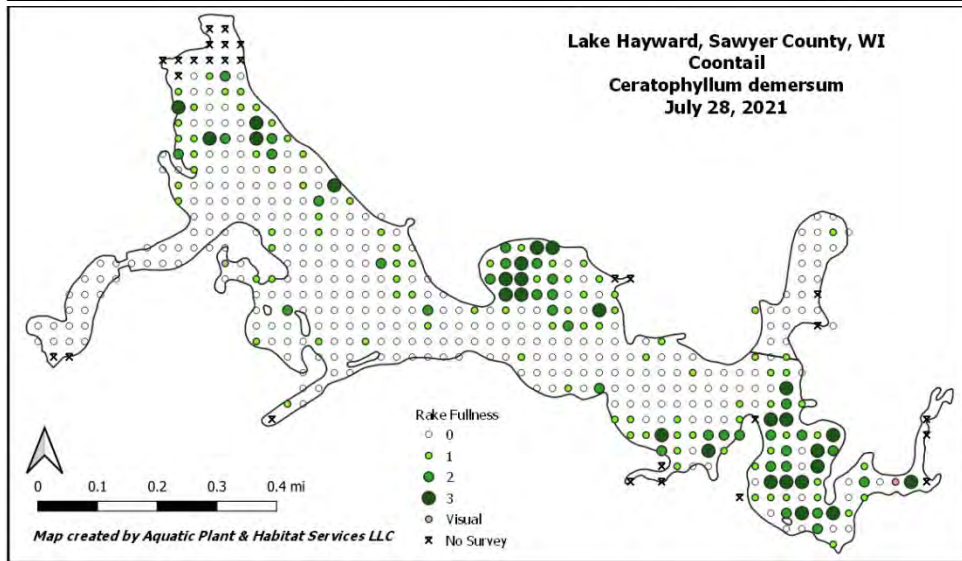 Lake Hayward, Sawyer County, WI
Coontail
Ceratophyllum demersum
July 28, 2021
Rake Fullness
0
1
2
3
Visual
No Survey
0 0.1 0.2 0.3 0.4 mi
Map created by Aquatic Plant & Habitat Services LLC